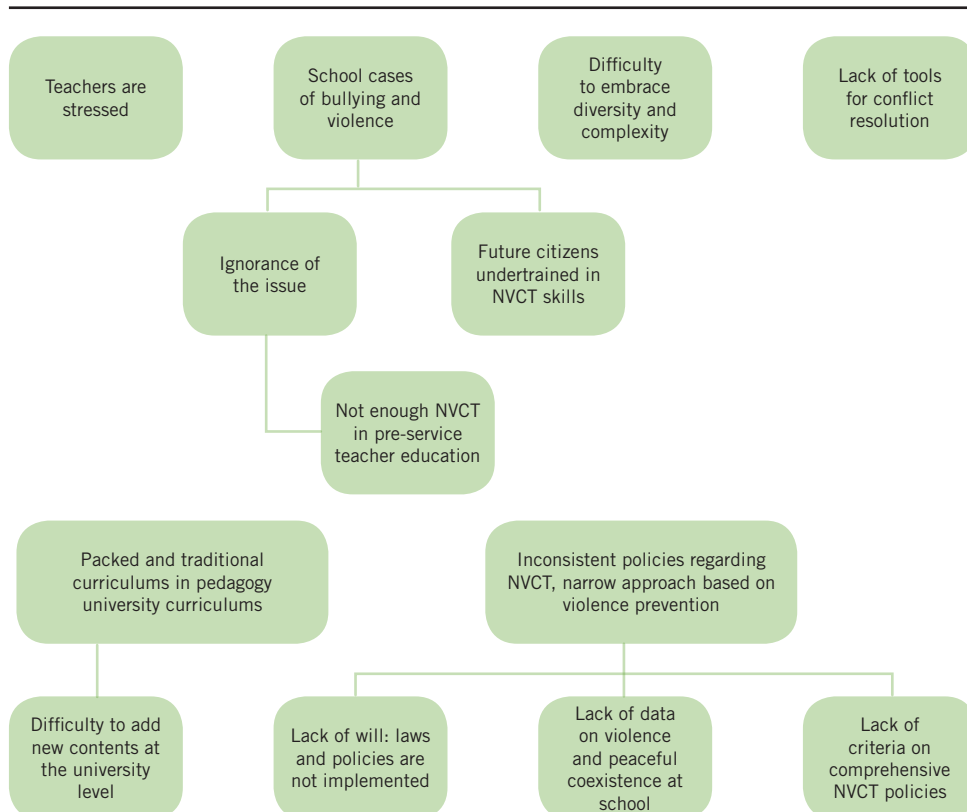 Teachers are
stressed
School cases
of bullying and
violence
Difficulty
to embrace
diversity and
complexity
Lack of tools
for conflict
resolution
Ignorance of
the issue
Future citizens
undertrained in
NVCT skills
Not enough NVCT
in pre-service
teacher education
Packed and traditional
curriculums in pedagogy
university curriculums
Inconsistent policies regarding
NVCT, narrow approach based on
violence prevention
Difficulty to add
new contents at
the university
level
Lack of will: laws
and policies are
not implemented
Lack of data
on violence
and peaceful
coexistence at
school
Lack of
criteria on
comprehensive
NVCT policies